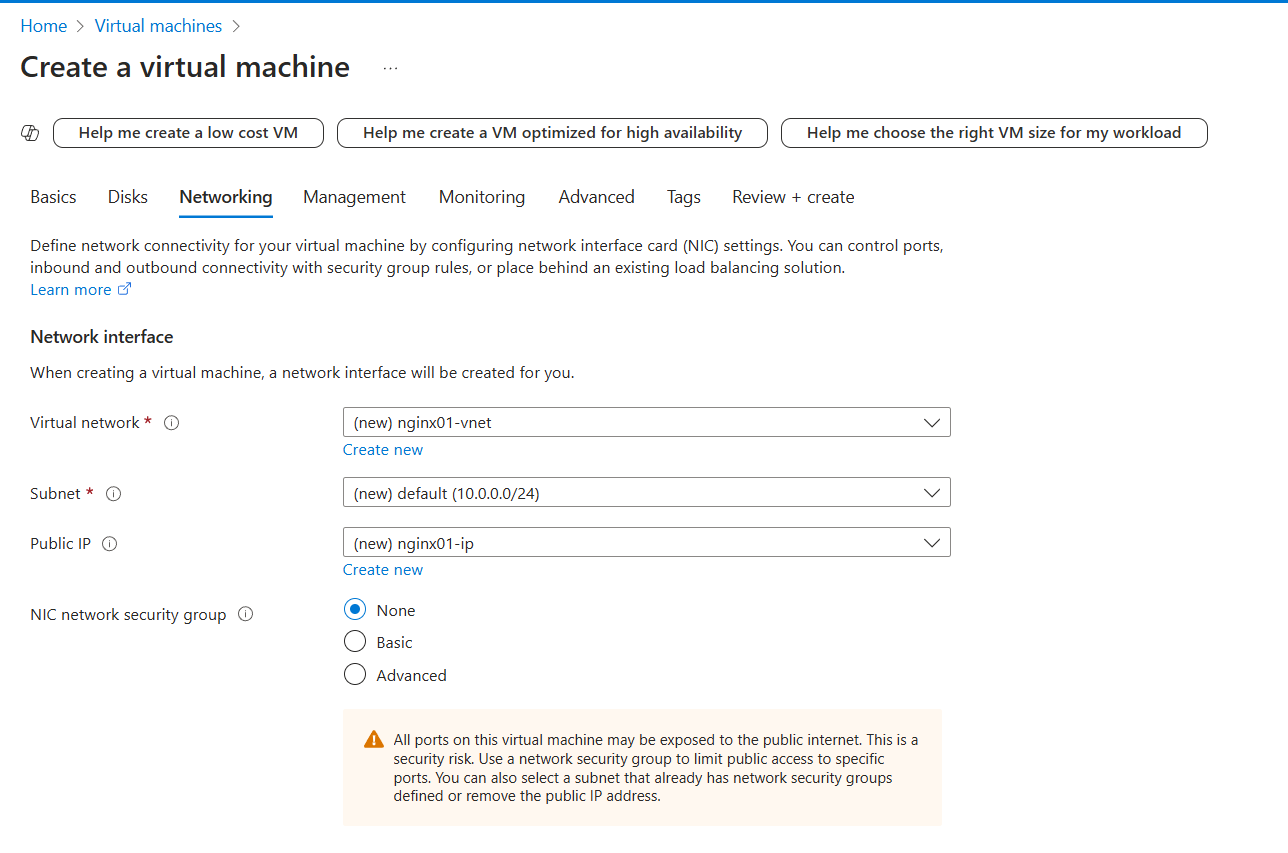 Home > Virtual machines >
Create a virtual machine ...
Help me create a low cost VM
Help me create a VM optimized for high availability
Help me choose the right VM size for my workload
Basics Disks Networking Management Monitoring Advanced Tags Review + create
Define network connectivity for your virtual machine by configuring network interface card (NIC) settings. You can control ports,
inbound and outbound connectivity with security group rules, or place behind an existing load balancing solution.
Learn more
Network interface
When creating a virtual machine, a network interface will be created for you.
Virtual network *
(new) nginx01-vnet
Create new
Subnet *
(new) default (10.0.0.0/24)
Public IP
(new) nginx01-ip
Create new
NIC network security group
None
Basic
Advanced
All ports on this virtual machine may be exposed to the public internet. This is a
security risk. Use a network security group to limit public access to specific
ports. You can also select a subnet that already has network security groups
defined or remove the public IP address.